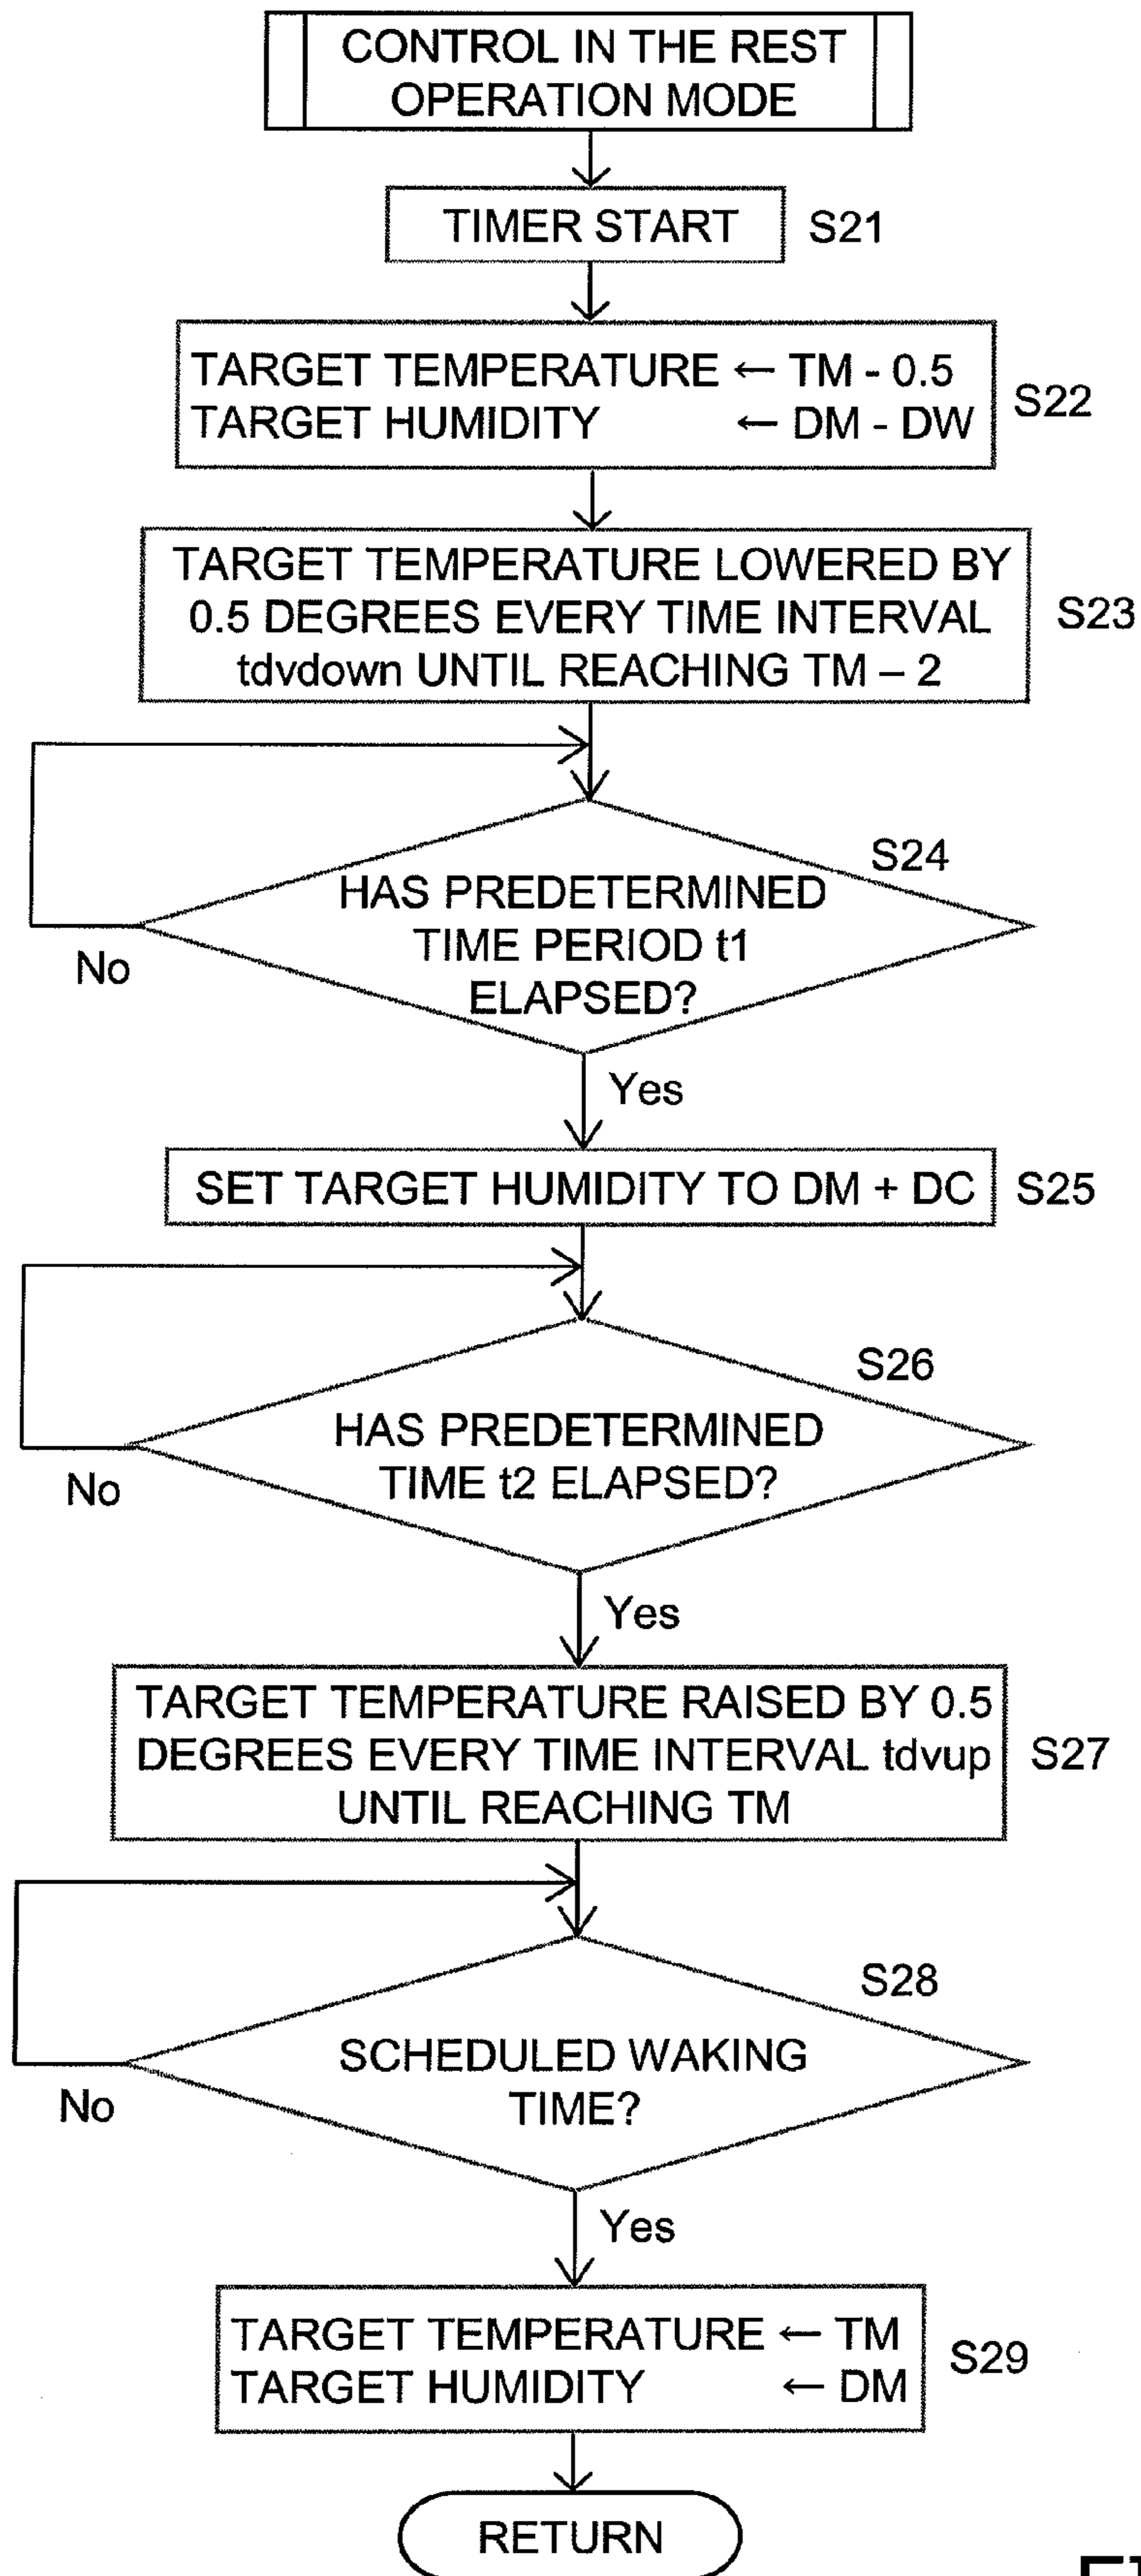 CONTROL IN THE REST
OPERATION MODE
TIMER START S21
TARGET TEMPERATURE ← TM - 0.5
TARGET HUMIDITY ← DM - DW
S22
TARGET TEMPERATURE LOWERED BY
0.5 DEGREES EVERY TIME INTERVAL
tdvdown UNTIL REACHING TM – 2
S23
S24
HAS PREDETERMINED
TIME PERIOD t1
ELAPSED?
No
Yes
SET TARGET HUMIDITY TO DM + DC S25
S26
HAS PREDETERMINED
TIME t2 ELAPSED?
No
Yes
TARGET TEMPERATURE RAISED BY 0.5
DEGREES EVERY TIME INTERVAL tdvup
UNTIL REACHING TM
S27
S28
SCHEDULED WAKING
TIME?
No
Yes
TARGET TEMPERATURE ← TM
TARGET HUMIDITY ← DM
S29
RETURN